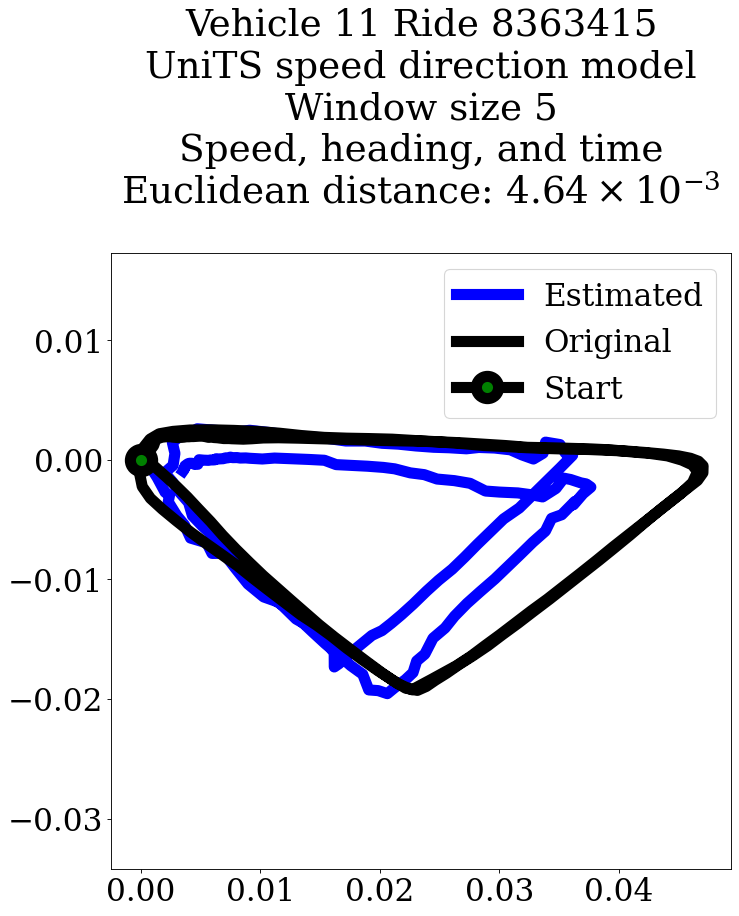 Vehicle 11 Ride 8363415
UniTS speed direction model
Window size 5
Speed, heading, and time
Euclidean distance: 4.64 × 10⁻³
Estimated
Original
Start
0.01
0.00
−0.01
−0.02
−0.03
0.00 0.01 0.02 0.03 0.04